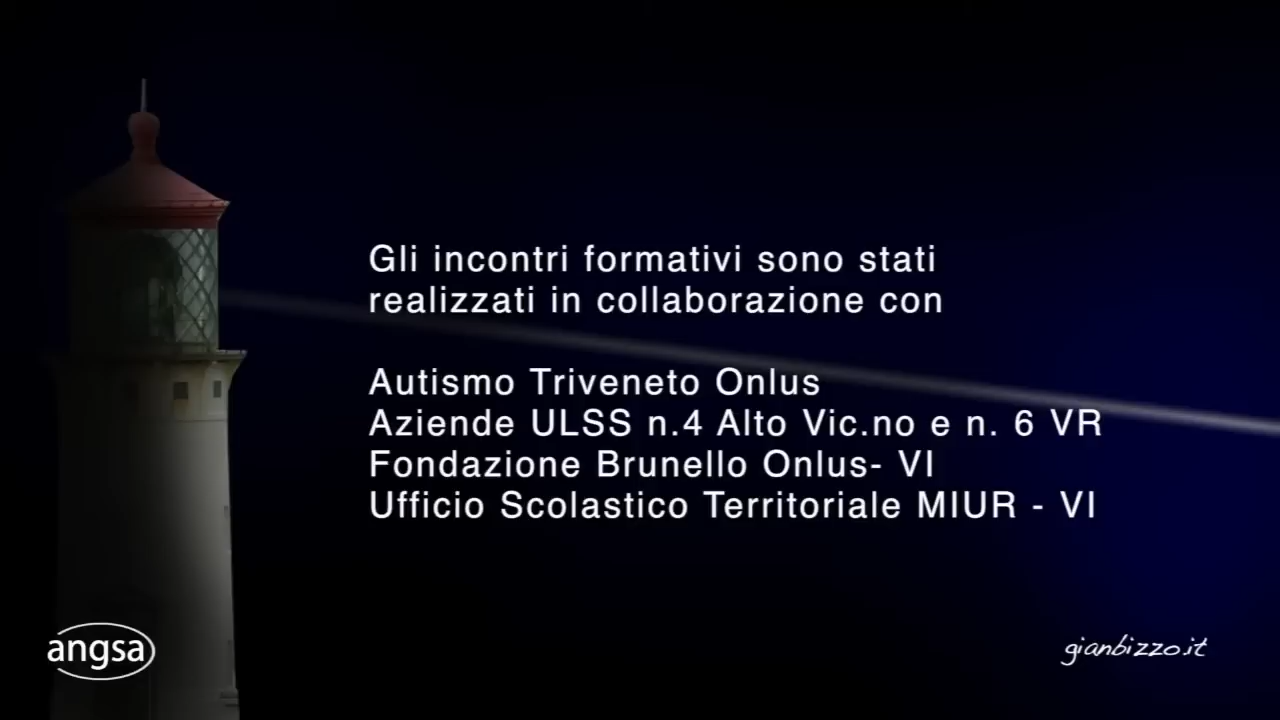 Gli incontri formativi sono stati
realizzati in collaborazione con
Autismo Triveneto Onlus
Aziende ULSS n.4 Alto Vic.no e n. 6 VR
Fondazione Brunello Onlus- VI
Ufficio Scolastico Territoriale MIUR - VI
angsa
gianbizzo.it